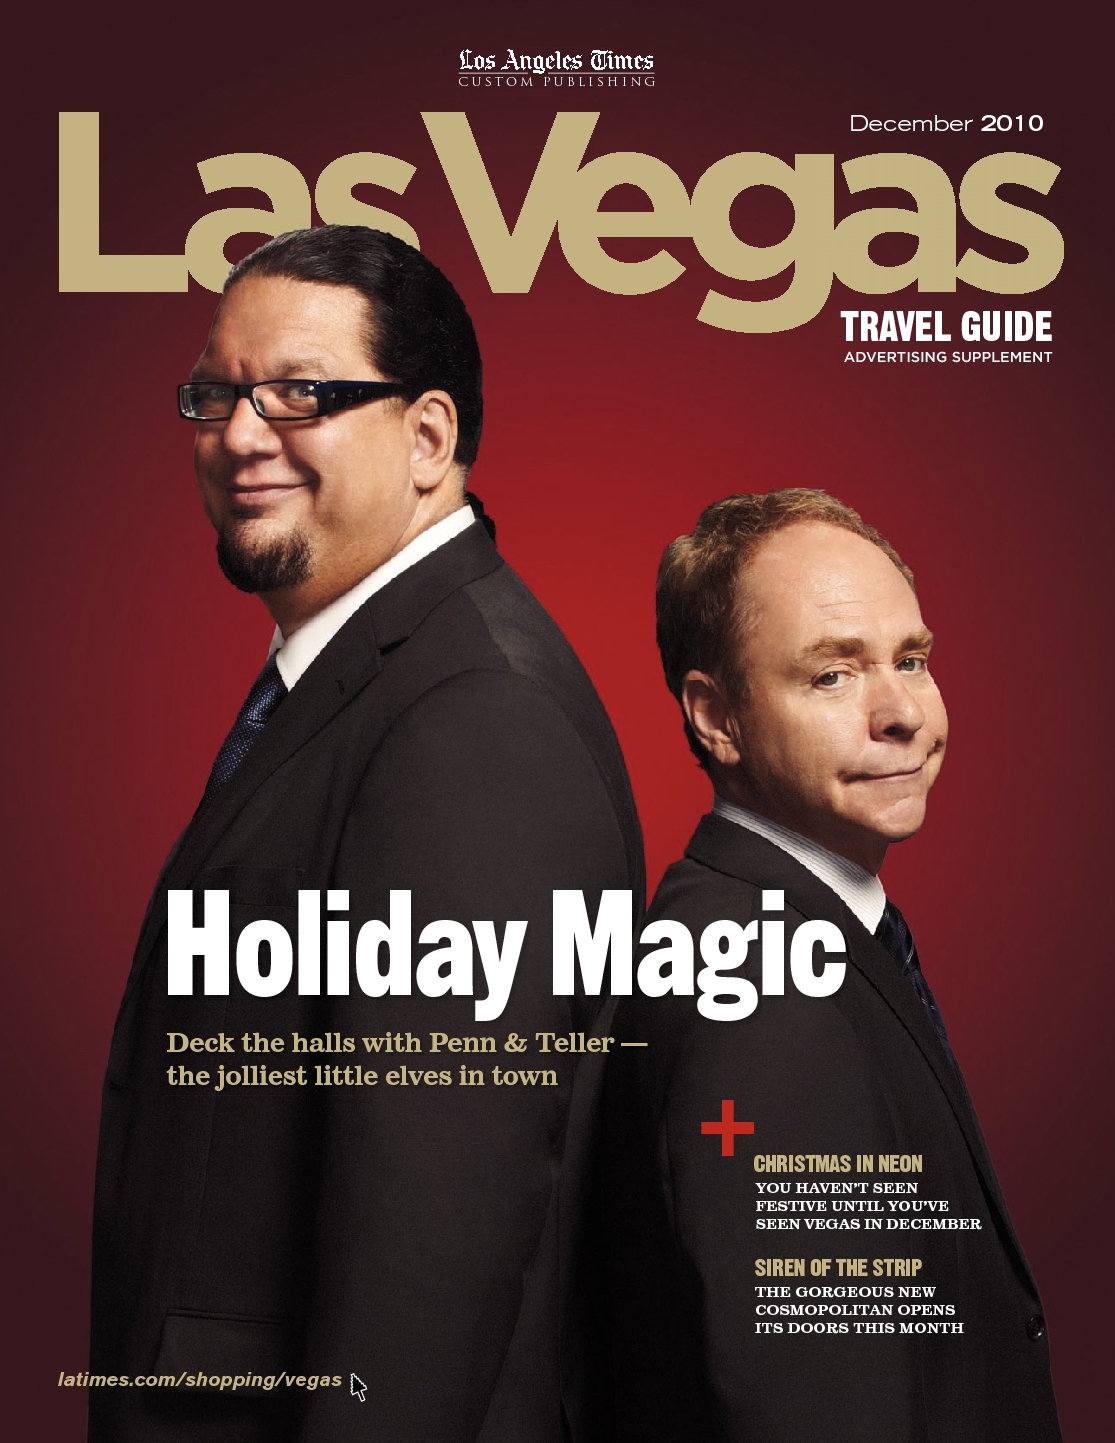 Los Angeles Times
CUSTOM PUBLISHING
December 2010
Las Vegas
TRAVEL GUIDE
ADVERTISING SUPPLEMENT
Holiday Magic
Deck the halls with Penn & Teller —
the jolliest little elves in town
+
CHRISTMAS IN NEON
YOU HAVEN'T SEEN
FESTIVE UNTIL YOU'VE
SEEN VEGAS IN DECEMBER
SIREN OF THE STRIP
THE GORGEOUS NEW
COSMOPOLITAN OPENS
ITS DOORS THIS MONTH
latimes.com/shopping/vegas